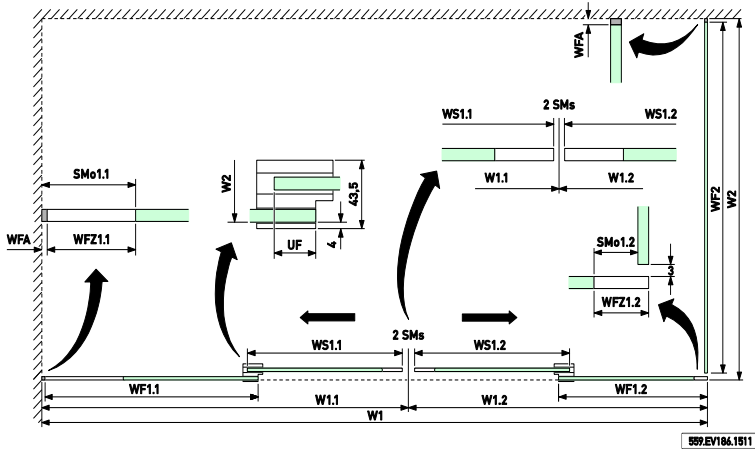 WFA
2 SMs
WS1.1
WS1.2
SMo1.1
W2
43,5
W1.1
W1.2
WF2
W2
WFA
WFZ1.1
UF
4
SMo1.2
3
WFZ1.2
2 SMs
WS1.1
WS1.2
WF1.1
WF1.2
W1.1
W1.2
W1
559.EV186.1511